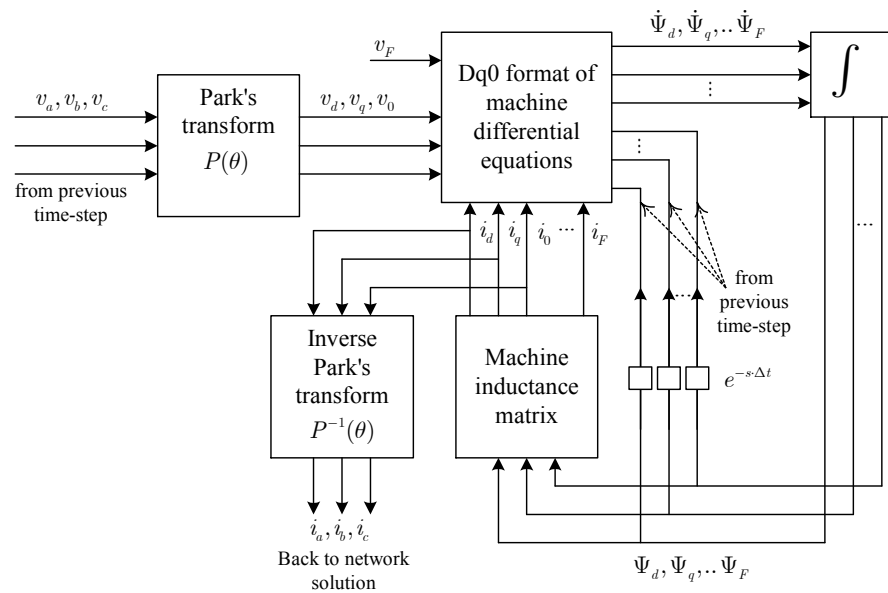 Ψ̇_d, Ψ̇_q, .. Ψ̇_F
v_F
∫
Dq0 format of
machine
differential
equations
v_a, v_b, v_c
Park's
transform
P(θ)
v_d, v_q, v_0
...
...
from previous
time-step
i_d
i_q
i_0
...
i_F
...
from
previous
time-step
...
Inverse
Park's
transform
P⁻¹(θ)
Machine
inductance
matrix
e^{-s·Δt}
i_a, i_b, i_c
Back to network
solution
Ψ_d, Ψ_q, .. Ψ_F